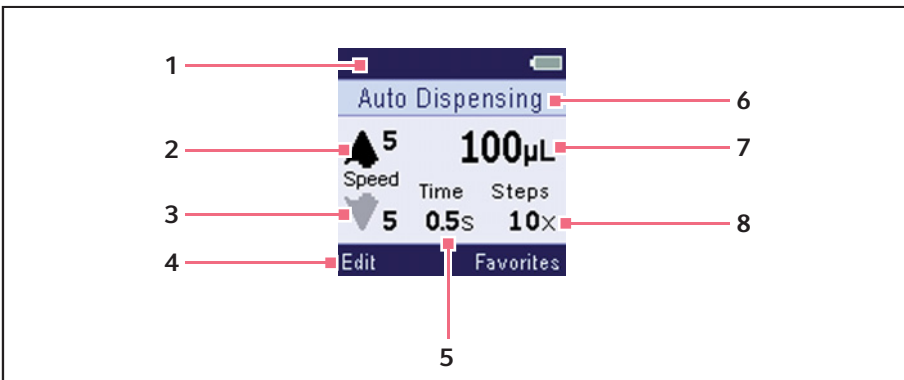 1
Auto Dispensing
6
2
5
100µL
7
Speed
Time Steps
3
5
0.5s
10x
8
4
Edit
Favorites
5